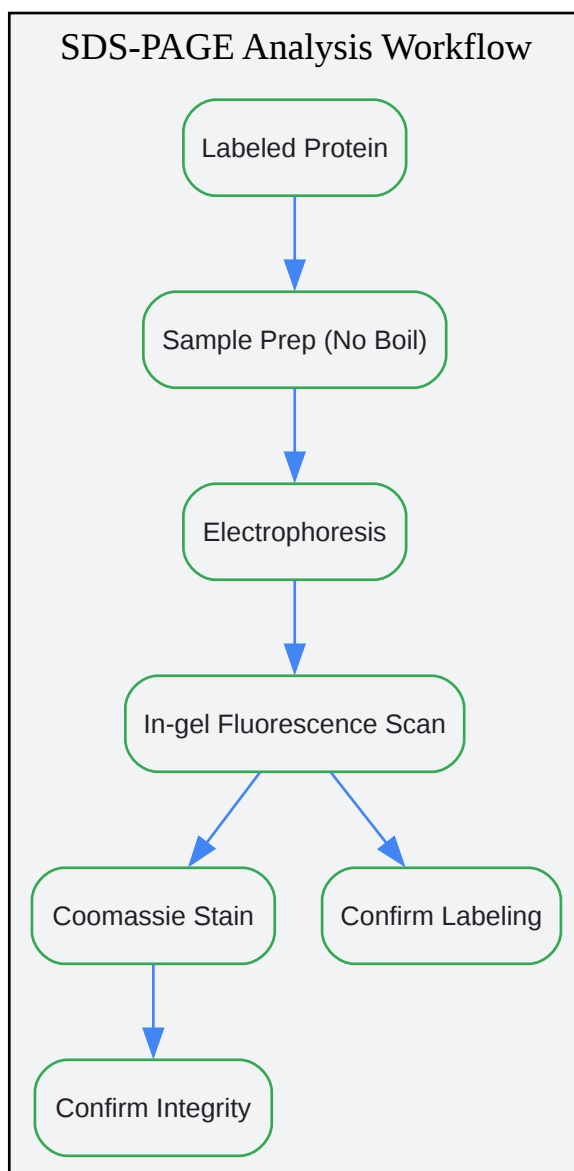 SDS-PAGE Analysis Workflow
Labeled Protein
Sample Prep (No Boil)
Electrophoresis
In-gel Fluorescence Scan
Coomassie Stain
Confirm Labeling
Confirm Integrity